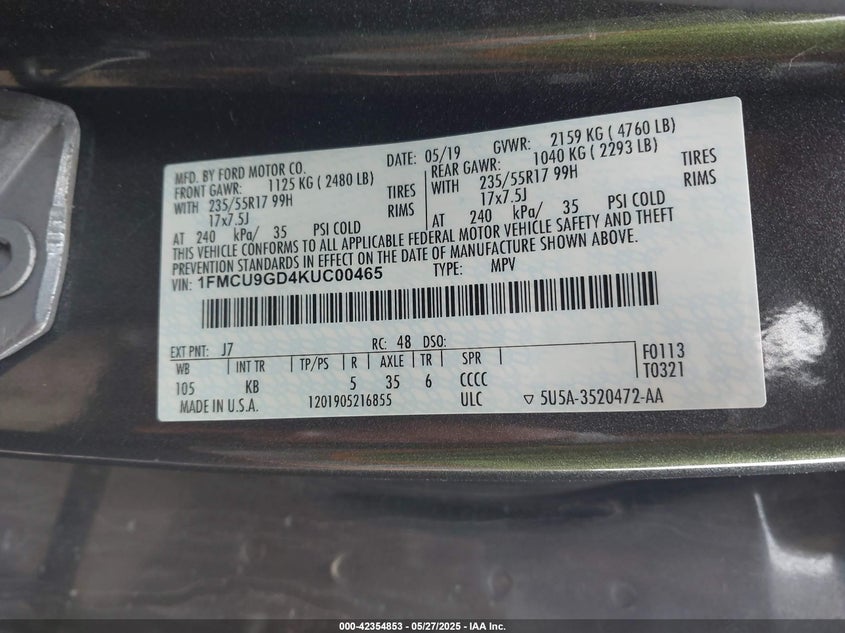 MFD. BY FORD MOTOR CO. DATE: 05/19 GVWR: 2159 KG ( 4760 LB)
FRONT GAWR: 1125 KG ( 2480 LB) REAR GAWR: 1040 KG ( 2293 LB)
WITH 235/55R17 99H TIRES WITH 235/55R17 99H TIRES
17x7.5J RIMS 17x7.5J RIMS
AT 240 kPa/ 35 PSI COLD AT 240 kPa/ 35 PSI COLD
THIS VEHICLE CONFORMS TO ALL APPLICABLE FEDERAL MOTOR VEHICLE SAFETY AND THEFT
PREVENTION STANDARDS IN EFFECT ON THE DATE OF MANUFACTURE SHOWN ABOVE.
VIN: 1FMCU9GD4KUC00465 TYPE: MPV
EXT PNT: J7 RC: 48 DSO: F0113
WB INT TR TP/PS R AXLE TR SPR T0321
105 KB 5 35 6 CCCC
MADE IN U.S.A. 1201905216855 ULC ▽ 5U5A-3520472-AA
000-42354853 - 05/27/2025 - IAA Inc.